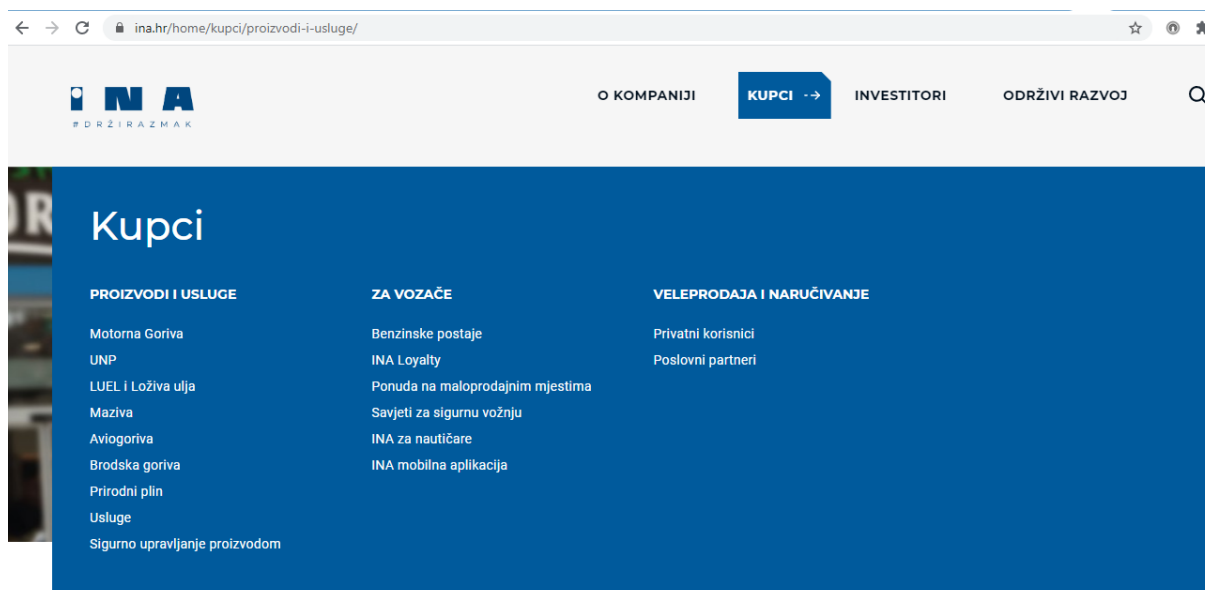 ina.hr/home/kupci/proizvodi-i-usluge/
INA
#DRŽIRAZMAK
O KOMPANIJI
KUPCI
INVESTITORI
ODRŽIVI RAZVOJ
Kupci
PROIZVODI I USLUGE
Motorna Goriva
UNP
LUEL i Loživa ulja
Maziva
Aviogoriva
Brodska goriva
Prirodni plin
Usluge
Sigurno upravljanje proizvodom
ZA VOZAČE
Benzinske postaje
INA Loyalty
Ponuda na maloprodajnim mjestima
Savjeti za sigurnu vožnju
INA za nautičare
INA mobilna aplikacija
VELEPRODAJA I NARUČIVANJE
Privatni korisnici
Poslovni partneri